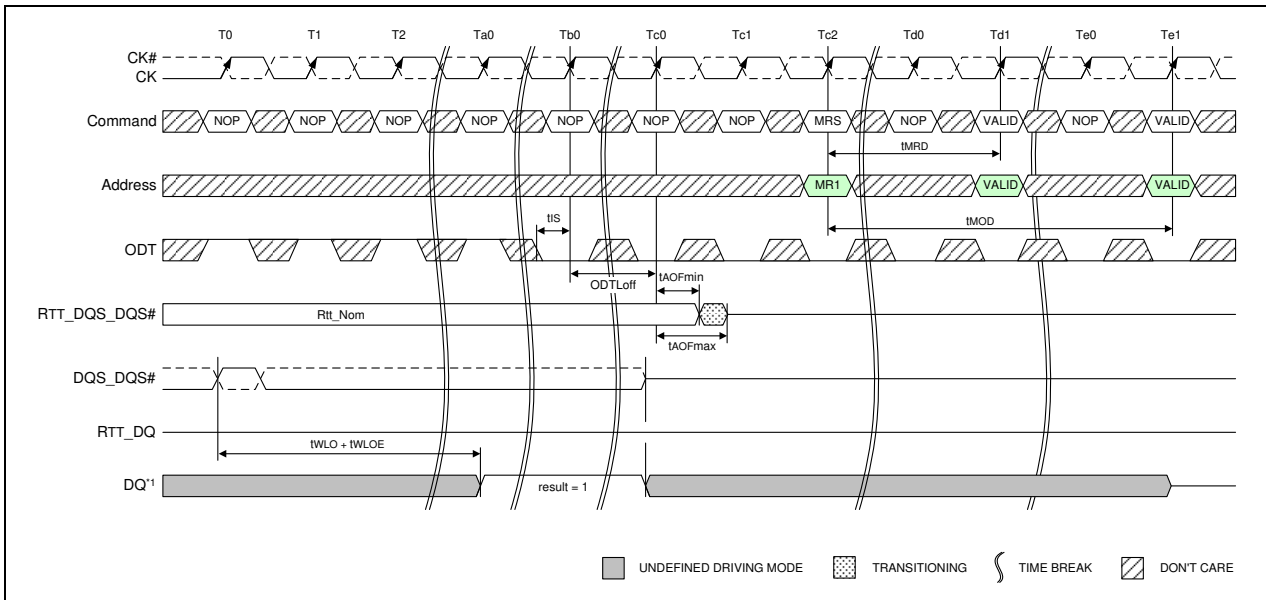 T0 T1 T2 Ta0 Tb0 Tc0 Tc1 Tc2 Td0 Td1 Te0 Te1
CK#
CK
Command NOP NOP NOP NOP NOP NOP NOP MRS NOP VALID NOP VALID
tMRD
Address MR1 VALID VALID
tIS
tMOD
ODT
ODTLoff
tAOFmin
RTT_DQS_DQS# Rtt_Nom
tAOFmax
DQS_DQS#
RTT_DQ
tWLO + tWLOE
DQ*1 result = 1
UNDEFINED DRIVING MODE TRANSITIONING TIME BREAK DON'T CARE